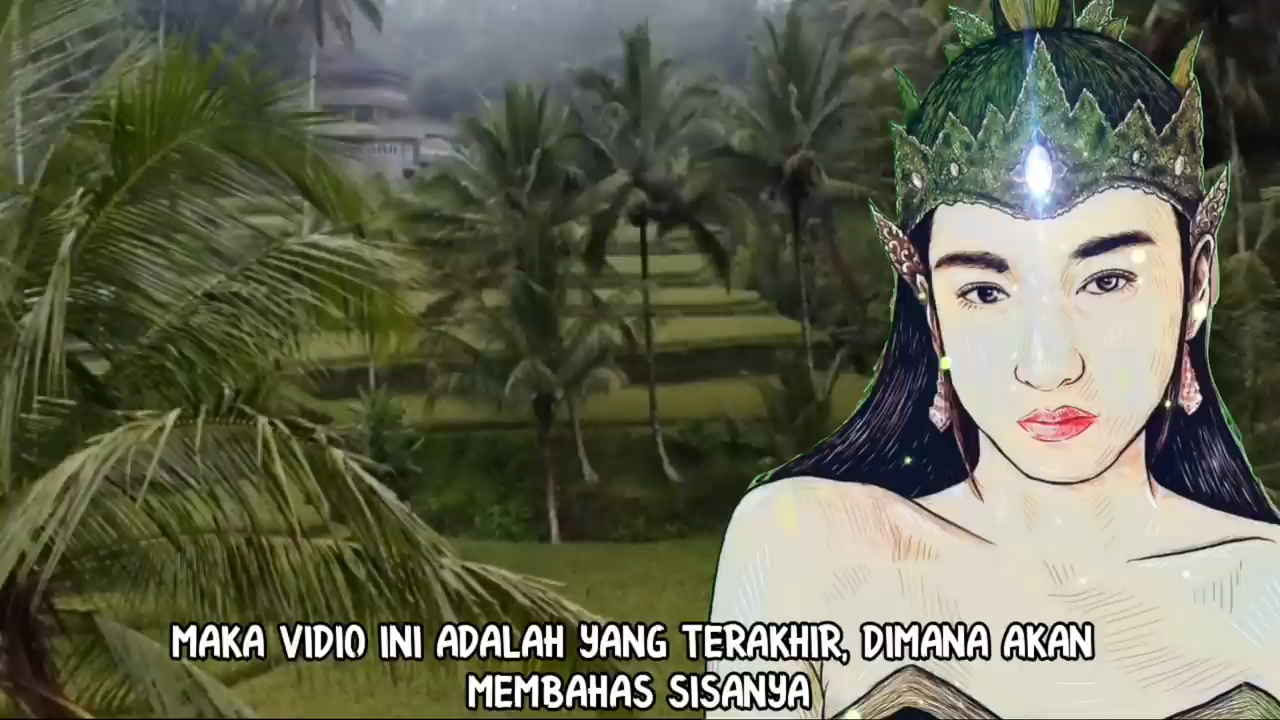 MAKA VIDIO INI ADALAH YANG TERAKHIR, DIMANA AKAN
MEMBAHAS SISANYA